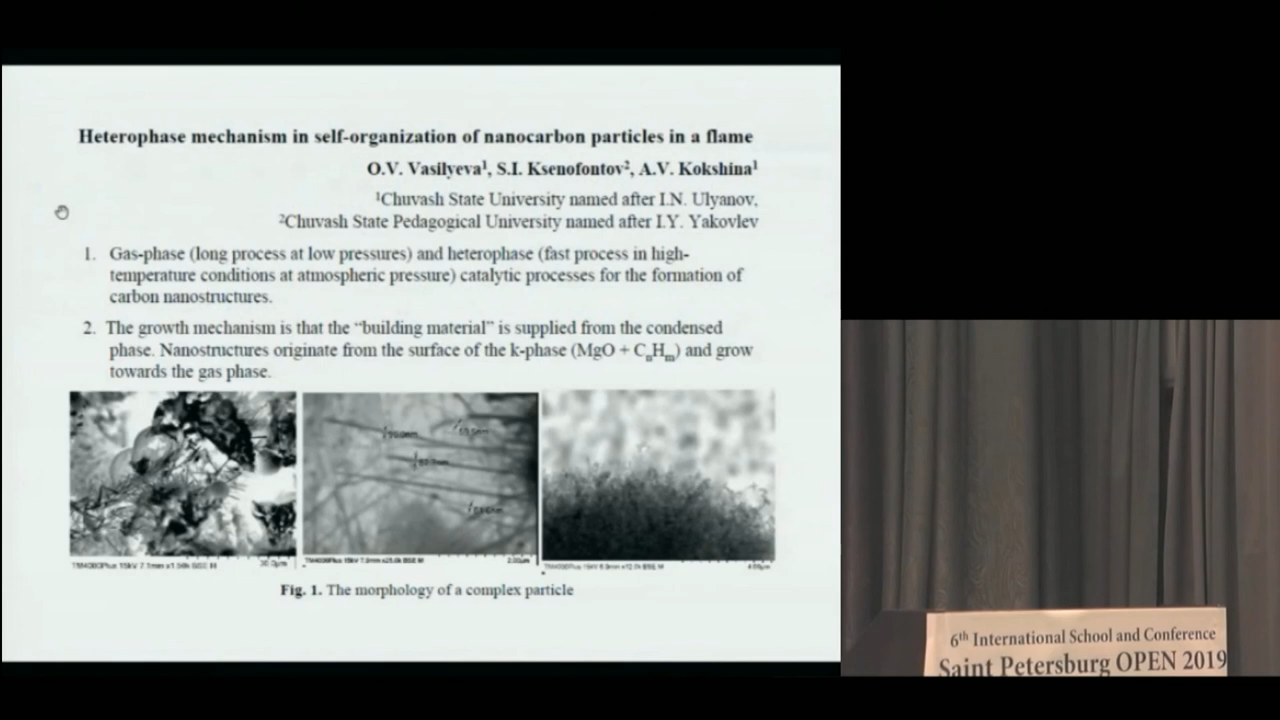 Heterophase mechanism in self-organization of nanocarbon particles in a flame
O.V. Vasilyeva¹, S.I. Ksenofontov², A.V. Kokshina¹
¹Chuvash State University named after I.N. Ulyanov,
²Chuvash State Pedagogical University named after I.Y. Yakovlev
1. Gas-phase (long process at low pressures) and heterophase (fast process in high-
temperature conditions at atmospheric pressure) catalytic processes for the formation of
carbon nanostructures.
2. The growth mechanism is that the “building material” is supplied from the condensed
phase. Nanostructures originate from the surface of the k-phase (MgO + CₙHₘ) and grow
towards the gas phase.
Fig. 1. The morphology of a complex particle
6th International School and Conference
Saint Petersburg OPEN 2019